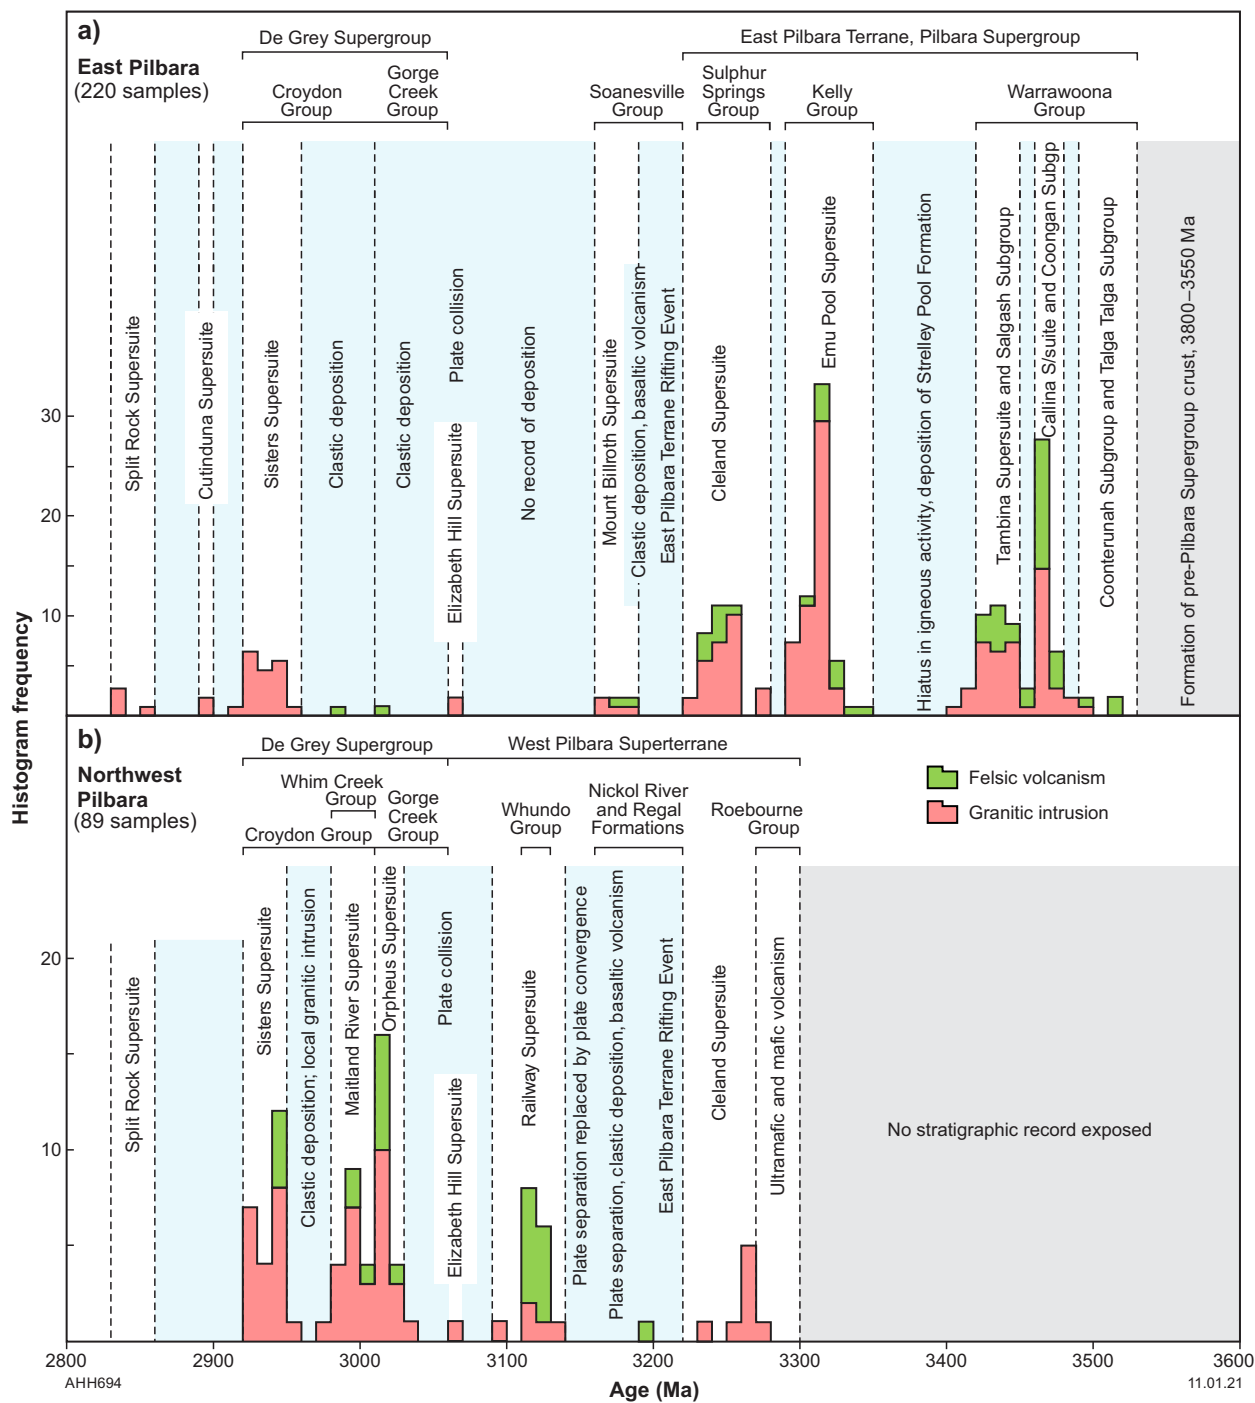 a)
East Pilbara
(220 samples)
De Grey Supergroup
East Pilbara Terrane, Pilbara Supergroup
Croydon
Group
Gorge
Creek
Group
Soanesville
Group
Sulphur
Springs
Group
Kelly
Group
Warrawoona
Group
Split Rock Supersuite
Cutinduna Supersuite
Sisters Supersuite
Clastic deposition
Clastic deposition
Plate collision
Elizabeth Hill Supersuite
No record of deposition
Mount Billroth Supersuite
Clastic deposition, basaltic volcanism
East Pilbara Terrane Rifting Event
Cleland Supersuite
Emu Pool Supersuite
Hiatus in igneous activity, deposition of Strelley Pool Formation
Tambina Supersuite and Salgash Subgroup
Callina S/suite and Coongan Subgp
Coonterunah Subgroup and Talga Talga Subgroup
Formation of pre-Pilbara Supergroup crust, 3800–3550 Ma
30
20
10
Histogram frequency
b)
Northwest
Pilbara
(89 samples)
De Grey Supergroup
West Pilbara Superterrane
Whim Creek
Group
Croydon Group
Gorge
Creek
Group
Whundo
Group
Nickol River
and Regal
Formations
Roebourne
Group
Felsic volcanism
Granitic intrusion
Split Rock Supersuite
Sisters Supersuite
Clastic deposition; local granitic intrusion
Maitland River Supersuite
Orpheus Supersuite
Plate collision
Elizabeth Hill Supersuite
Railway Supersuite
Plate separation replaced by plate convergence
Plate separation, clastic deposition, basaltic volcanism
East Pilbara Terrane Rifting Event
Cleland Supersuite
Ultramafic and mafic volcanism
No stratigraphic record exposed
20
10
2800
2900
3000
3100
3200
3300
3400
3500
3600
Age (Ma)
AHH694
11.01.21